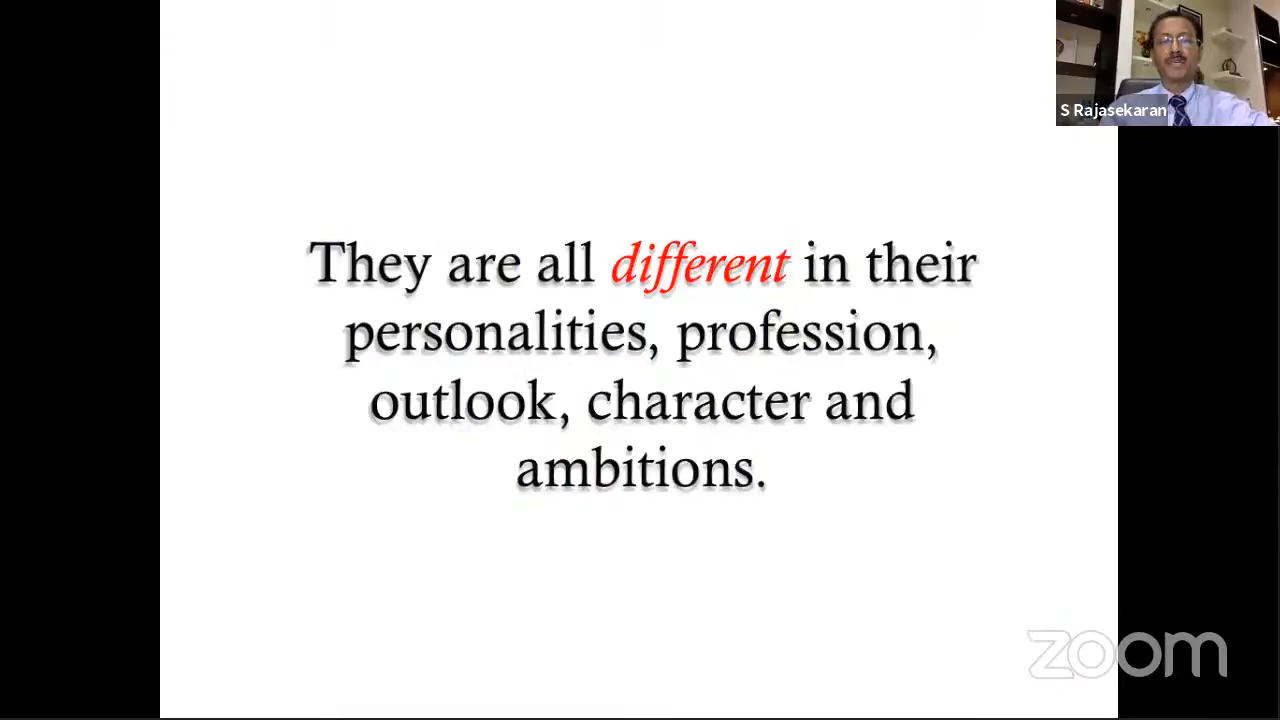 S Rajasekaran
They are all different in their
personalities, profession,
outlook, character and
ambitions.
zoom